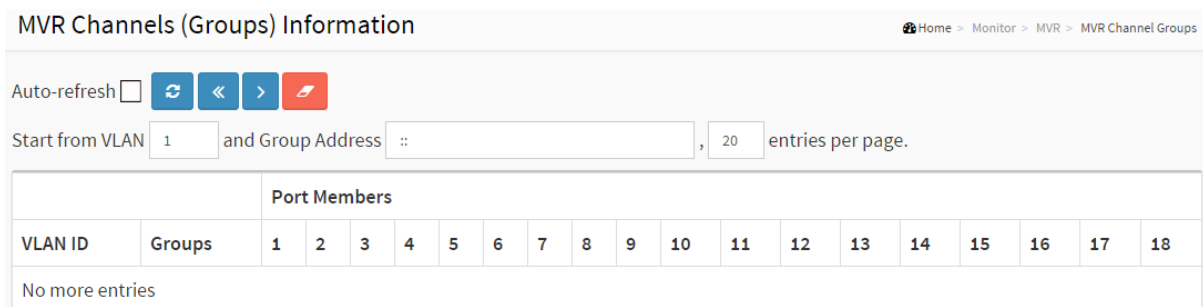 MVR Channels (Groups) Information
Home > Monitor > MVR > MVR Channel Groups
Auto-refresh
Start from VLAN 1 and Group Address :: , 20 entries per page.
Port Members
VLAN ID Groups 1 2 3 4 5 6 7 8 9 10 11 12 13 14 15 16 17 18
No more entries